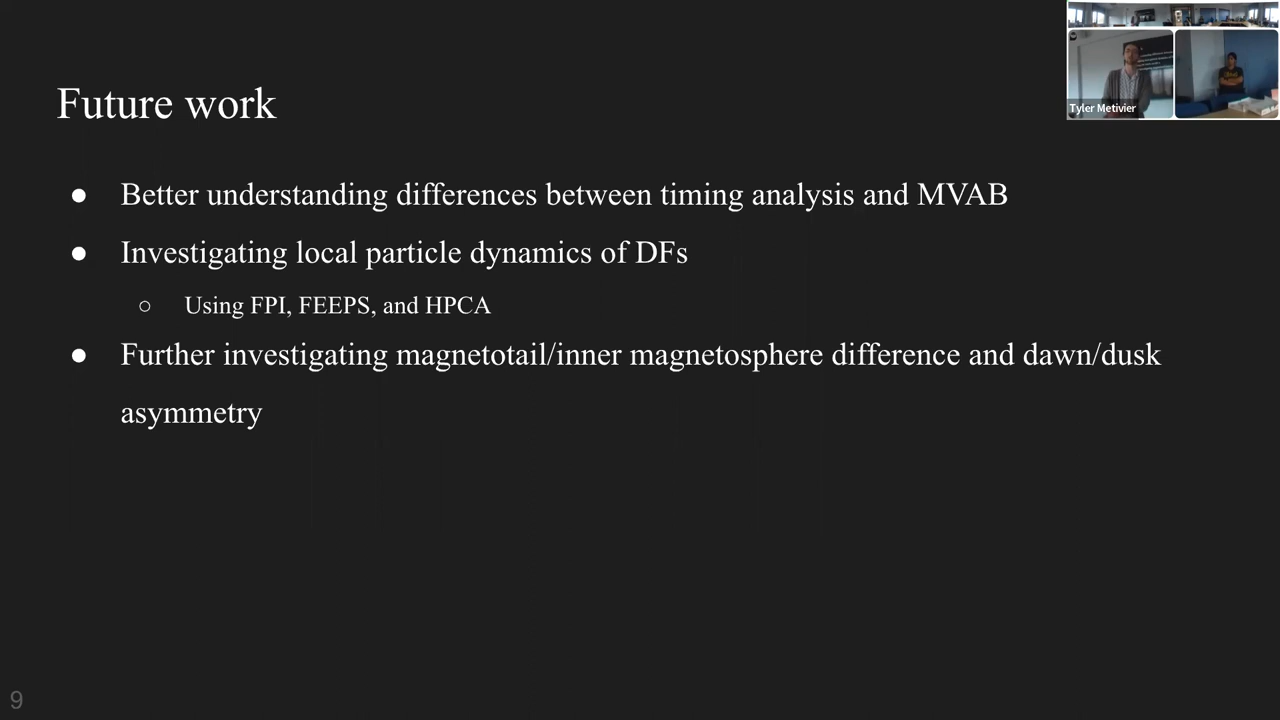 Tyler Metivier
Future work
● Better understanding differences between timing analysis and MVAB
● Investigating local particle dynamics of DFs
○ Using FPI, FEEPS, and HPCA
● Further investigating magnetotail/inner magnetosphere difference and dawn/dusk
asymmetry
9